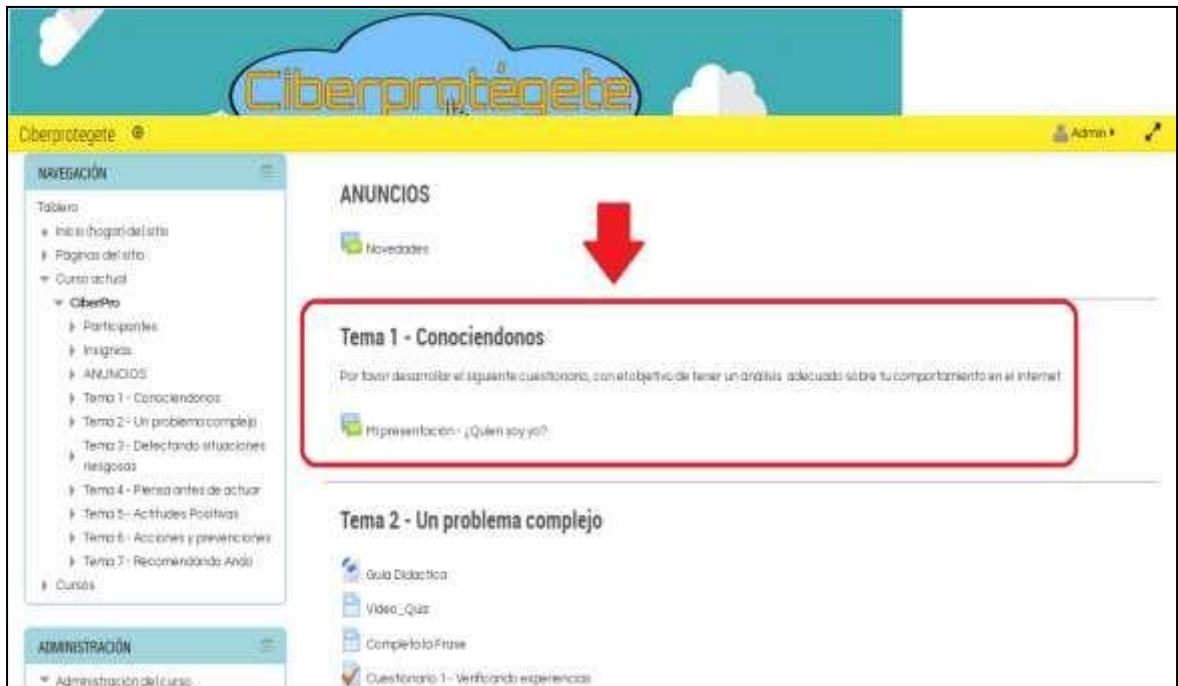 Ciberprotégete
Ciberprotegete
Admin
NAVEGACIÓN
Tablero
Inicio (hogar) del sitio
Páginas del sitio
Curso actual
CiberPro
Participantes
Insignias
ANUNCIOS
Tema 1 - Conociendonos
Tema 2 - Un problema complejo
Tema 3 - Detectando situaciones
riesgosas
Tema 4 - Piensa antes de actuar
Tema 5 - Actitudes Positivas
Tema 6 - Acciones y prevenciones
Tema 7 - Recomendando Ando
Cursos
ADMINISTRACIÓN
Administración del curso
ANUNCIOS
Novedades
Tema 1 - Conociendonos
Por favor desarrollar el siguiente cuestionario, con el objetivo de tener un análisis adecuado sobre tu comportamiento en el internet
Mi presentación - ¿Quien soy yo?
Tema 2 - Un problema complejo
Guia Didactica
Video_Quiz
Completa la Frase
Cuestionario 1 - Verificando experiencias